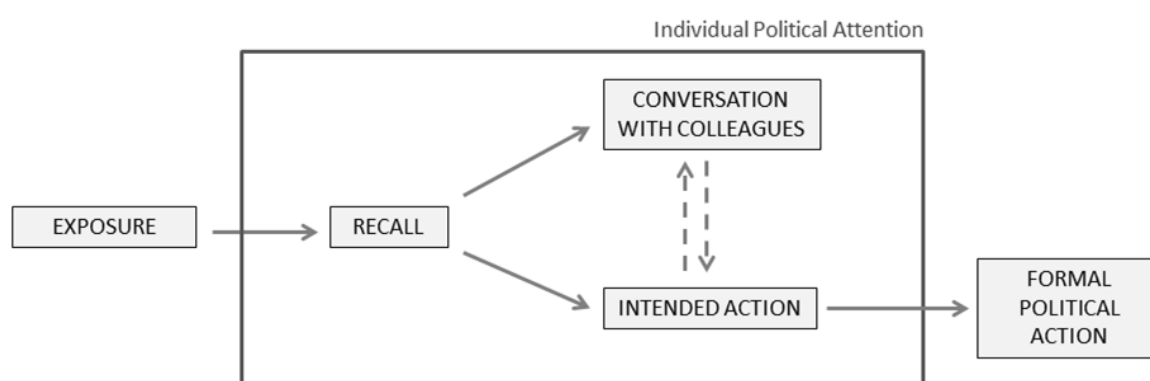 Individual Political Attention
CONVERSATION
WITH COLLEAGUES
EXPOSURE
RECALL
INTENDED ACTION
FORMAL
POLITICAL
ACTION